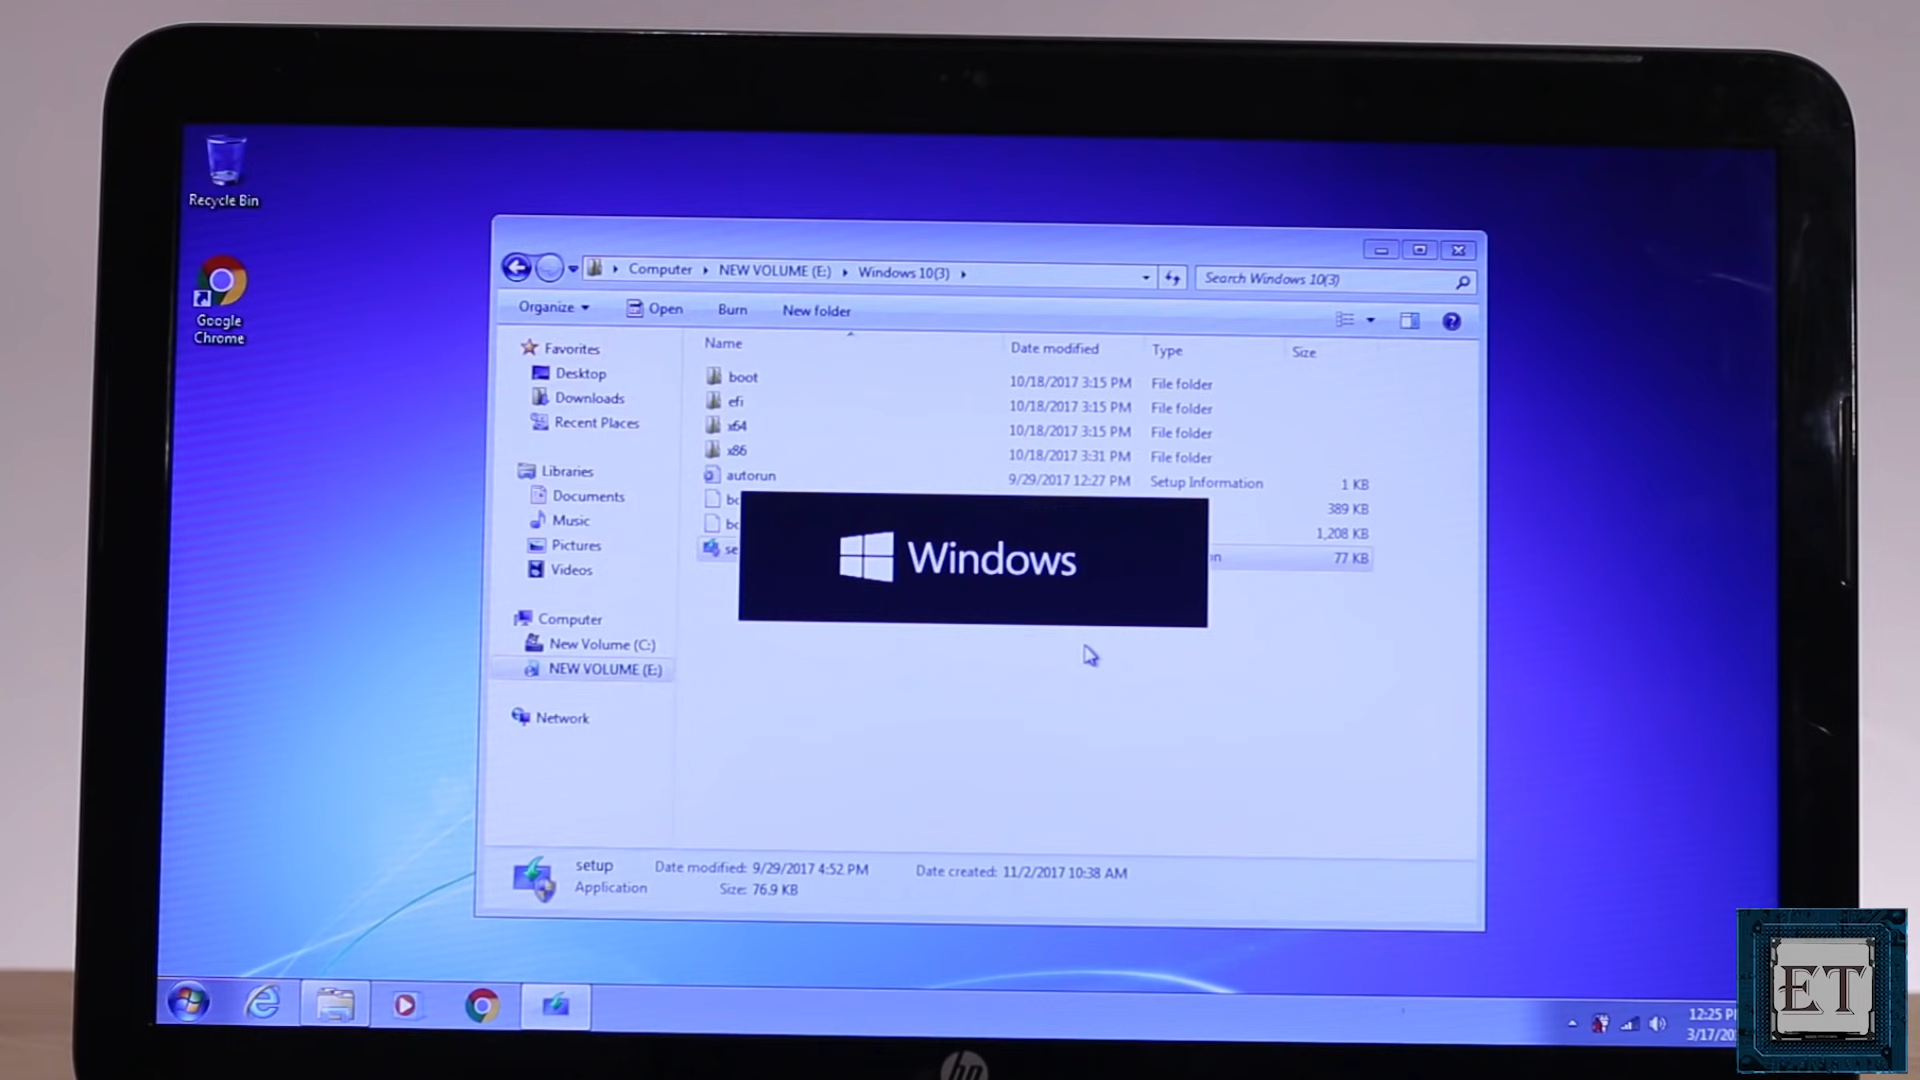 Recycle Bin
Google
Chrome
Computer NEW VOLUME (E:) Windows 10(3)
Search Windows 10(3)
Organize Open Burn New folder
Name Date modified Type Size
Favorites
Desktop
Downloads
Recent Places
Libraries
Documents
Music
Pictures
Videos
Computer
New Volume (C:)
NEW VOLUME (E:)
Network
boot 10/18/2017 3:15 PM File folder
efi 10/18/2017 3:15 PM File folder
x64 10/18/2017 3:15 PM File folder
x86 10/18/2017 3:31 PM File folder
autorun 9/29/2017 12:27 PM Setup Information 1 KB
389 KB
1,208 KB
77 KB
Windows
setup Date modified: 9/29/2017 4:52 PM Date created: 11/2/2017 10:38 AM
Application Size: 76.9 KB
12:25
3/17/20
hp
ET